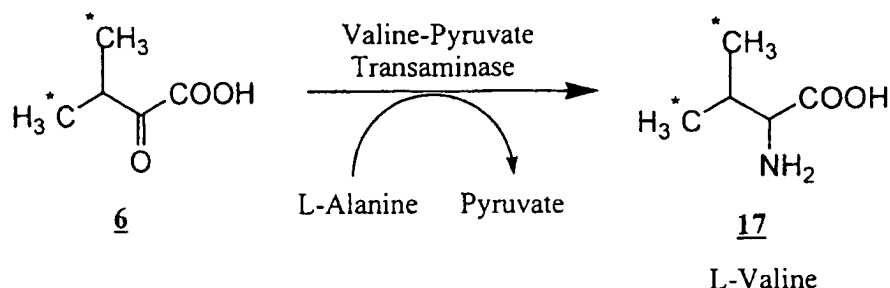 *
CH3
Valine-Pyruvate
Transaminase
*
CH3
*
H3C
COOH
O
*
H3C
COOH
NH2
L-Alanine Pyruvate
6
17
L-Valine